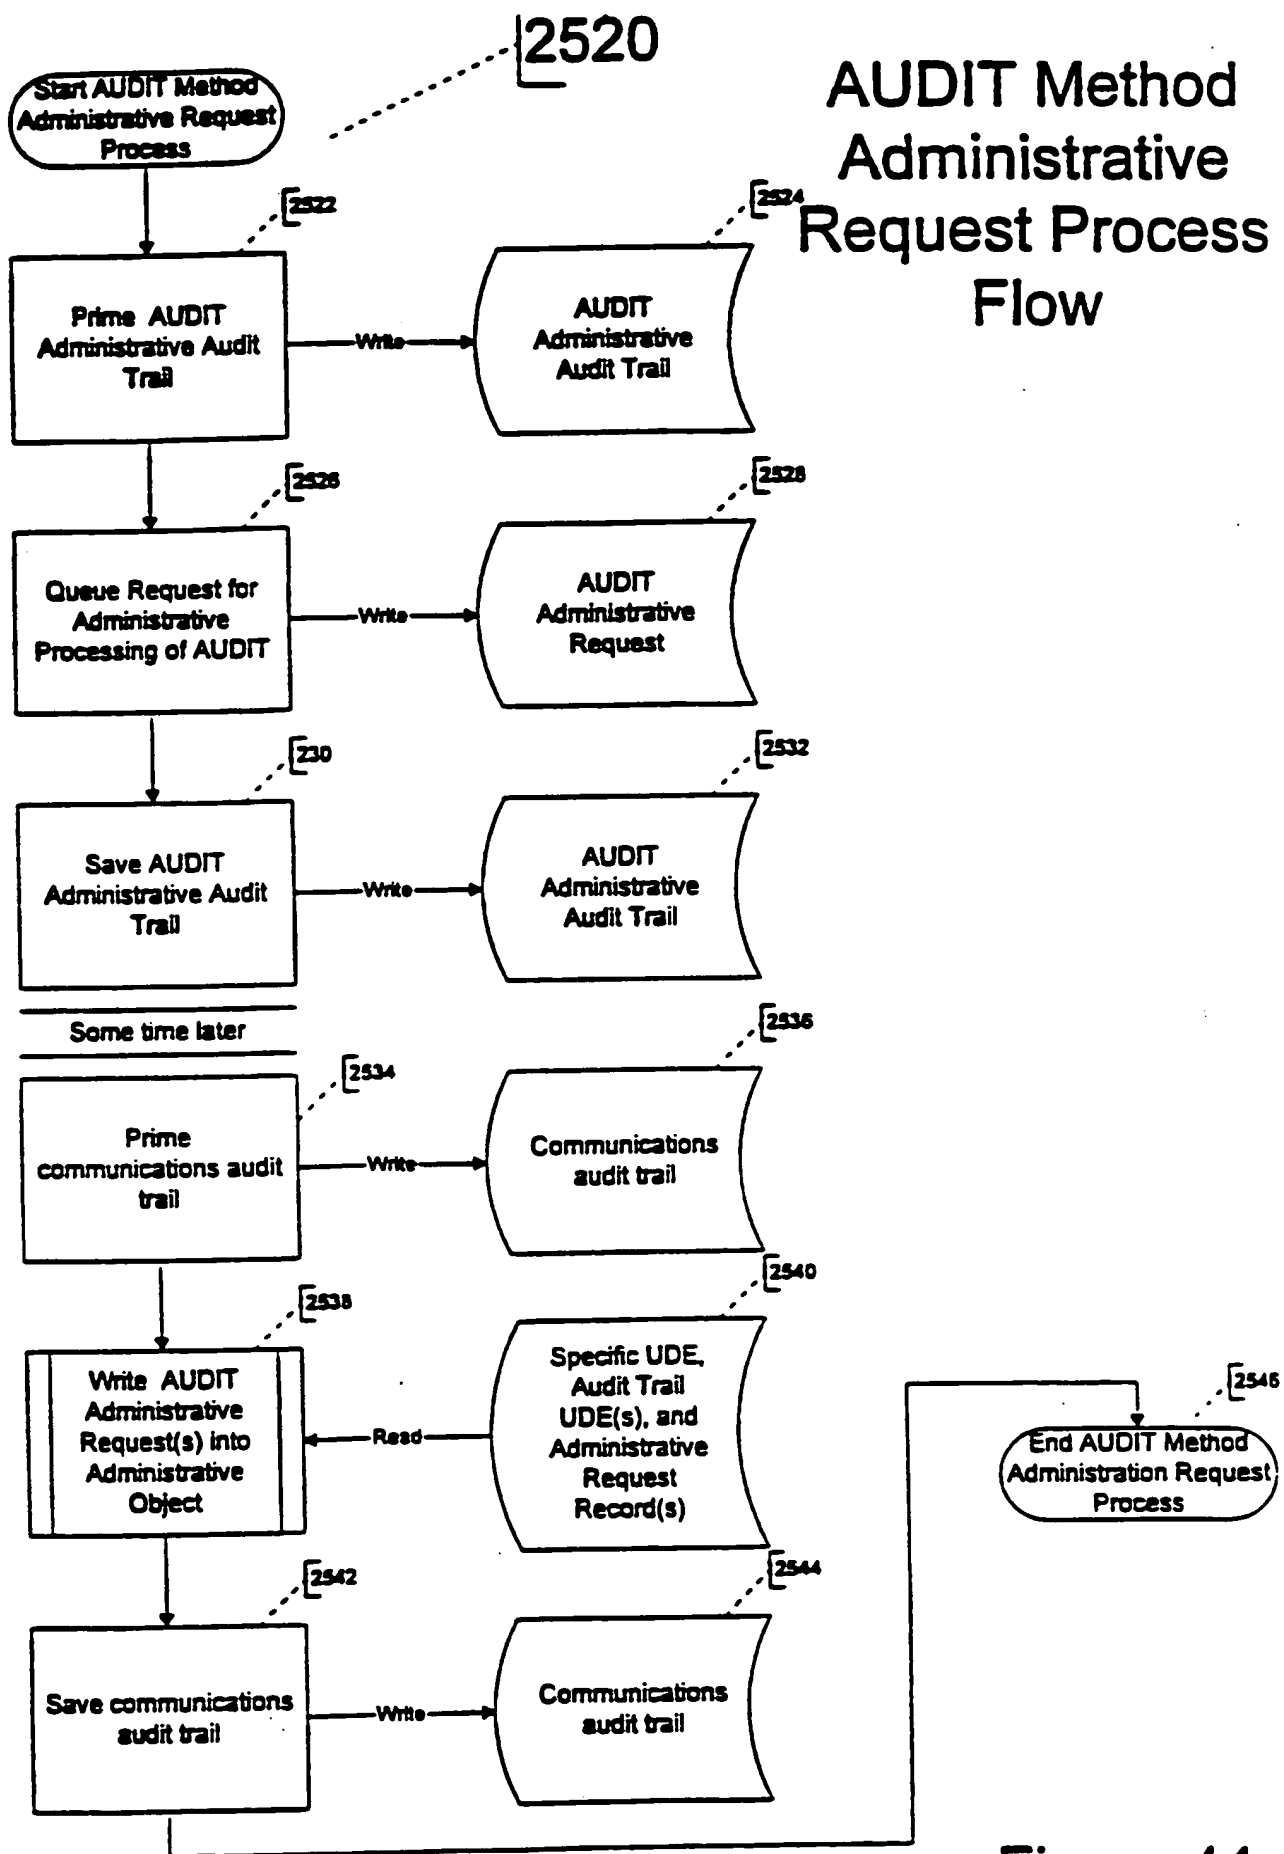 2520
AUDIT Method
Administrative
Request Process
Flow
Start AUDIT Method
Administrative Request
Process
2522
Prime AUDIT
Administrative Audit
Trail
Write
2524
AUDIT
Administrative
Audit Trail
2526
Queue Request for
Administrative
Processing of AUDIT
Write
2528
AUDIT
Administrative
Request
230
Save AUDIT
Administrative Audit
Trail
Write
2532
AUDIT
Administrative
Audit Trail
Some time later
2534
Prime
communications audit
trail
Write
2536
Communications
audit trail
2538
Write AUDIT
Administrative
Request(s) into
Administrative
Object
Read
2540
Specific UDE,
Audit Trail
UDE(s), and
Administrative
Request
Record(s)
2542
Save communications
audit trail
Write
2544
Communications
audit trail
2546
End AUDIT Method
Administration Request
Process